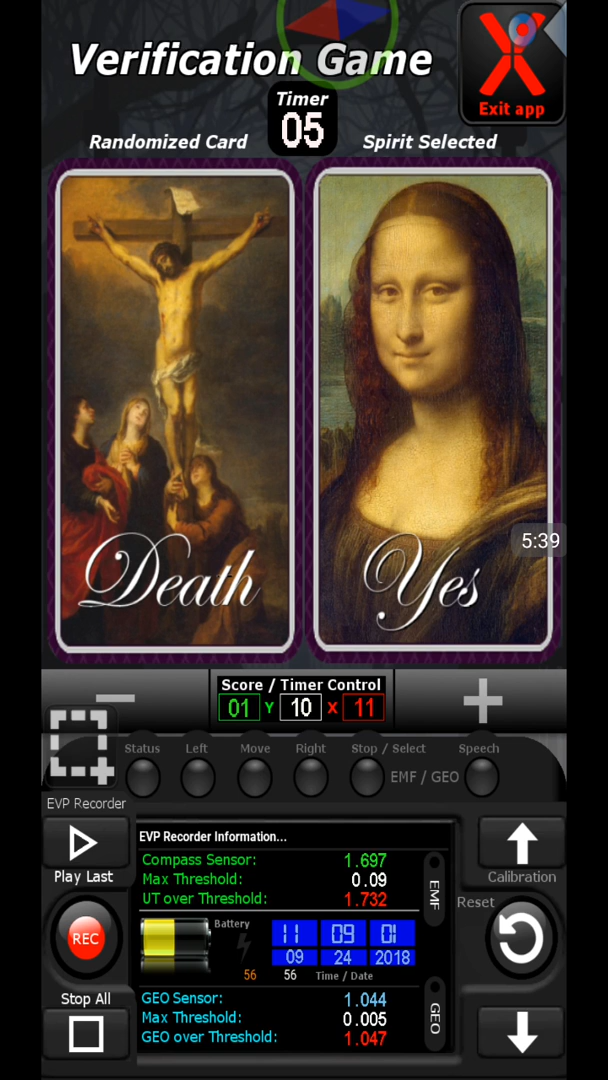 Verification Game
Exit app
Timer
05
Randomized Card
Spirit Selected
Death
Yes
5:39
Score / Timer Control
01 Y 10 X 11
Status Left Move Right Stop / Select Speech
EMF / GEO
EVP Recorder
Play Last
REC
Stop All
EVP Recorder Information...
Compass Sensor: 1.697
Max Threshold: 0.09
UT over Threshold: 1.732
EMF
Battery
11 09 01
09 24 2018
56 56 Time / Date
GEO Sensor: 1.044
Max Threshold: 0.005
GEO over Threshold: 1.047
GEO
Calibration
Reset